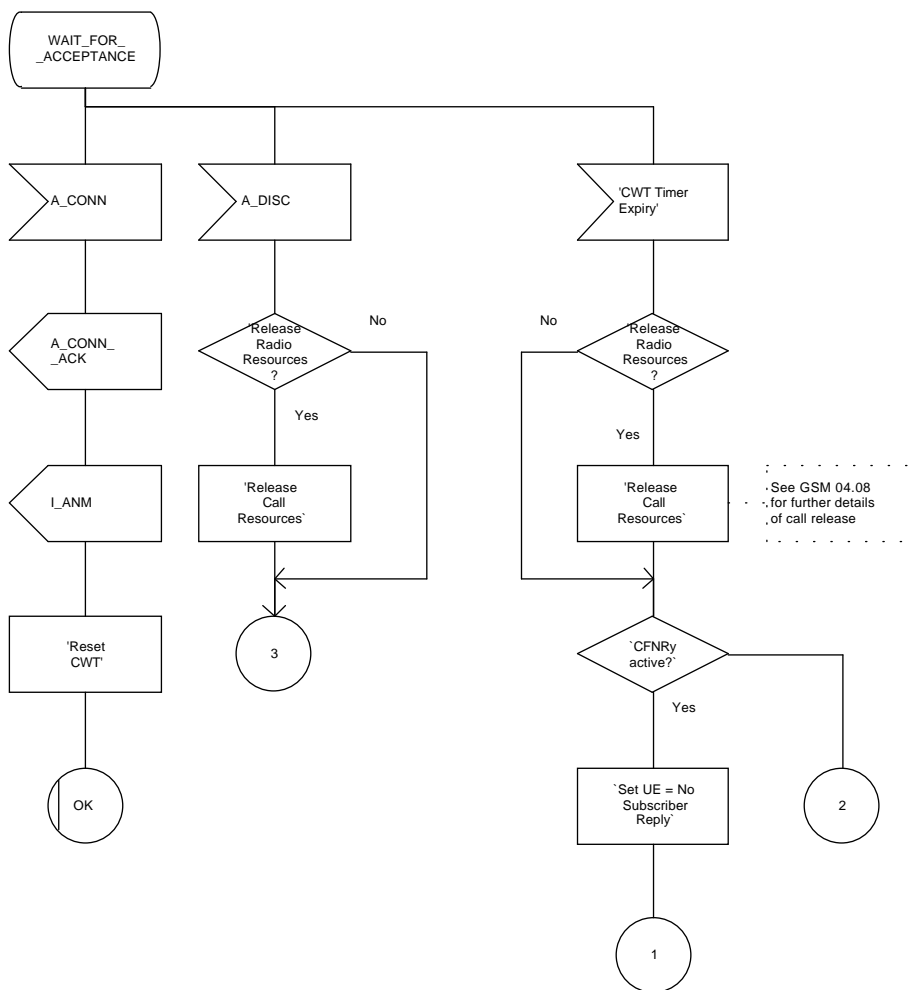 WAIT_FOR_
_ACCEPTANCE
A_CONN
A_DISC
'CWT Timer
Expiry'
A_CONN_
_ACK
'Release
Radio
Resources
?
No
No
'Release
Radio
Resources
?
Yes
Yes
I_ANM
'Release
Call
Resources`
'Release
Call
Resources`
See GSM 04.08
for further details
of call release
'Reset
CWT'
3
`CFNRy
active?`
Yes
OK
`Set UE = No
Subscriber
Reply`
2
1